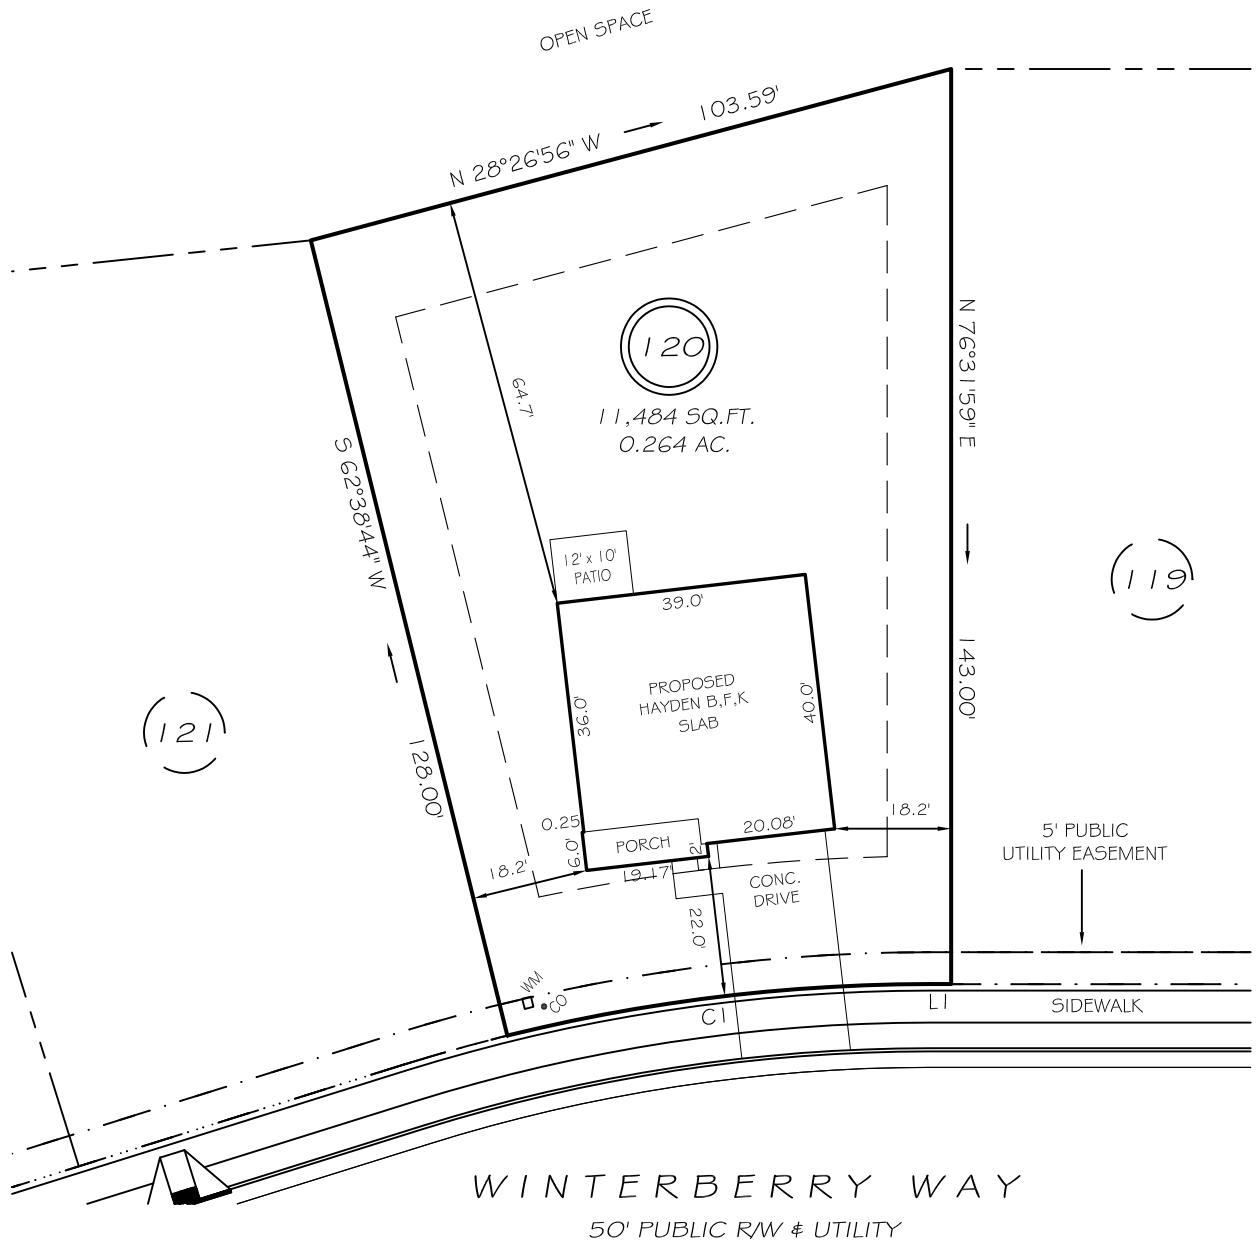 OPEN SPACE
N 28°26'56" W
103.59'
N 76°31'59" E
143.00'
120
11,484 SQ.FT.
0.264 AC.
64.7'
S 62°38'44" W
128.00'
12' x 10'
PATIO
39.0'
119
PROPOSED
HAYDEN B,F,K
SLAB
36.0'
40.0'
121
0.25
PORCH
6.0'
2'
20.08'
18.2'
18.2'
19.17'
CONC.
DRIVE
5' PUBLIC
UTILITY EASEMENT
22.0'
WM
CO
C1
L1
SIDEWALK
WINTERBERRY WAY
50' PUBLIC R/W & UTILITY